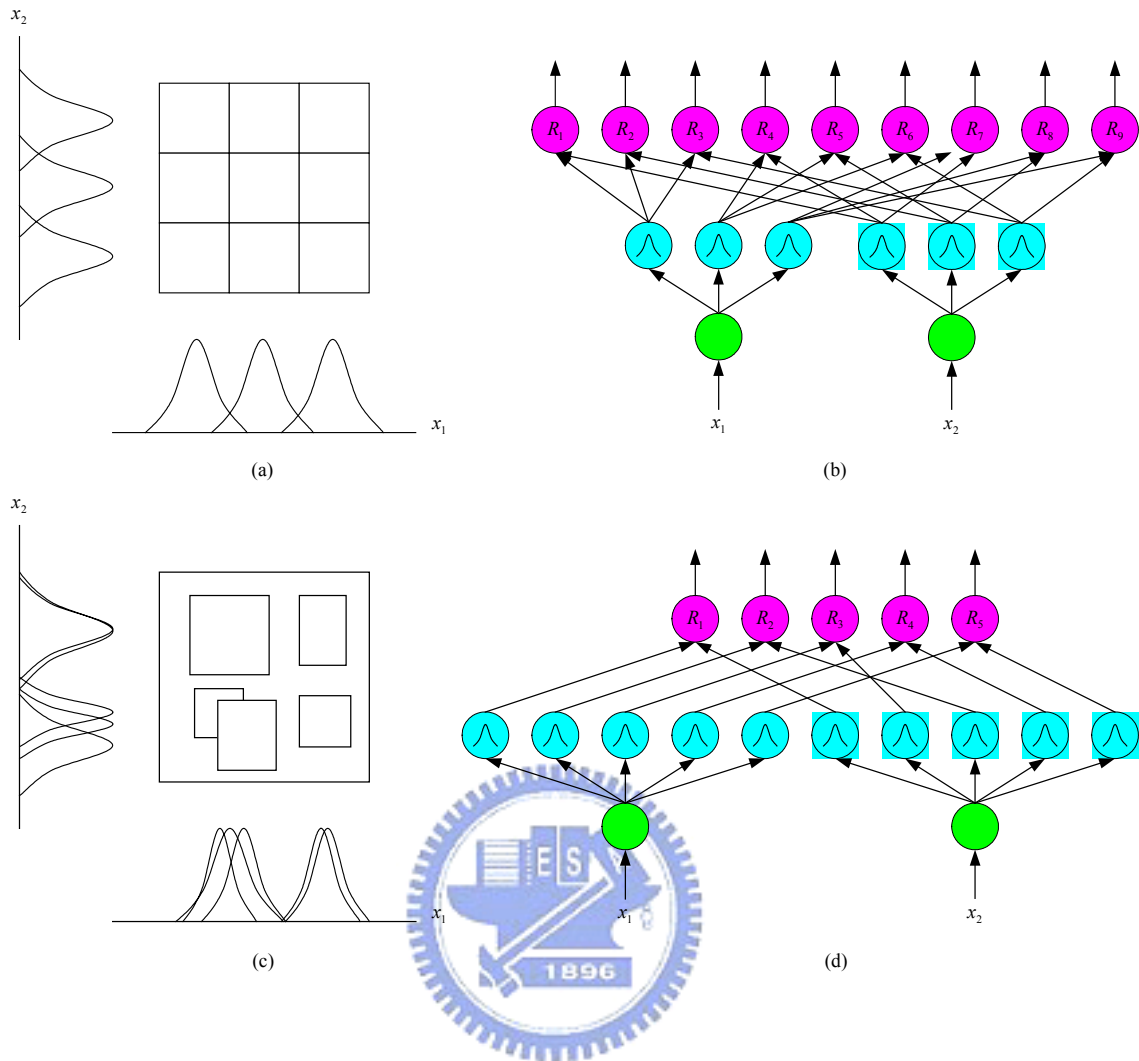 x₂
x₁
(a)
R₁ R₂ R₃ R₄ R₅ R₆ R₇ R₈ R₉
x₁ x₂
(b)
x₂
x₁
(c)
R₁ R₂ R₃ R₄ R₅
x₁ x₂
(d)
E S
1896